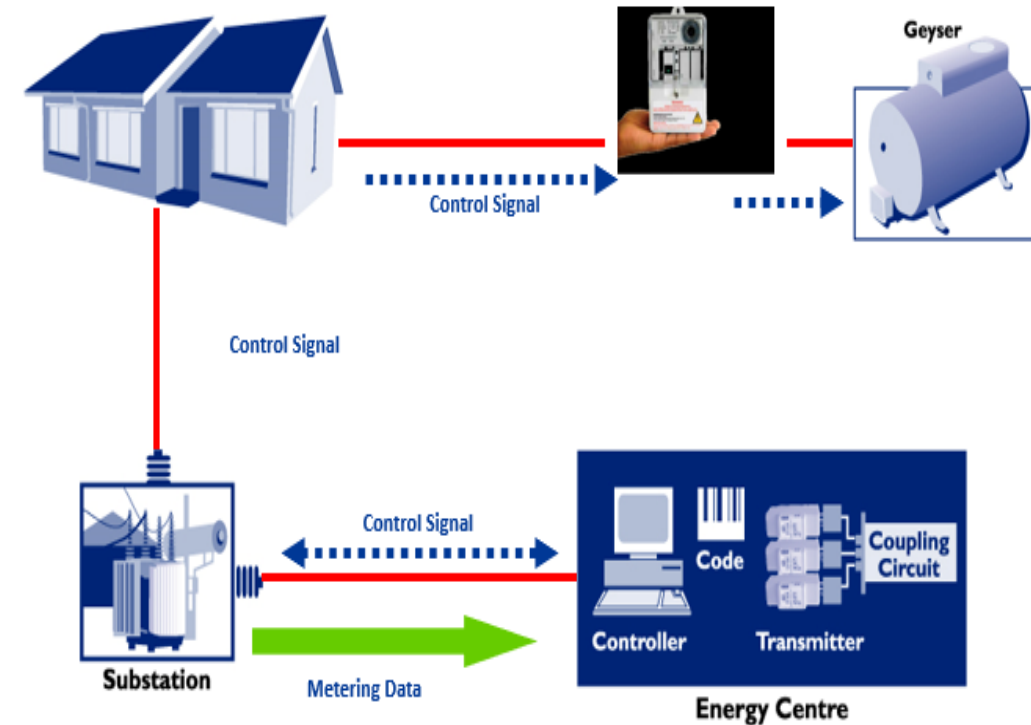 Geyser
Control Signal
Control Signal
Control Signal
Code
Coupling
Circuit
Controller
Transmitter
Substation
Metering Data
Energy Centre